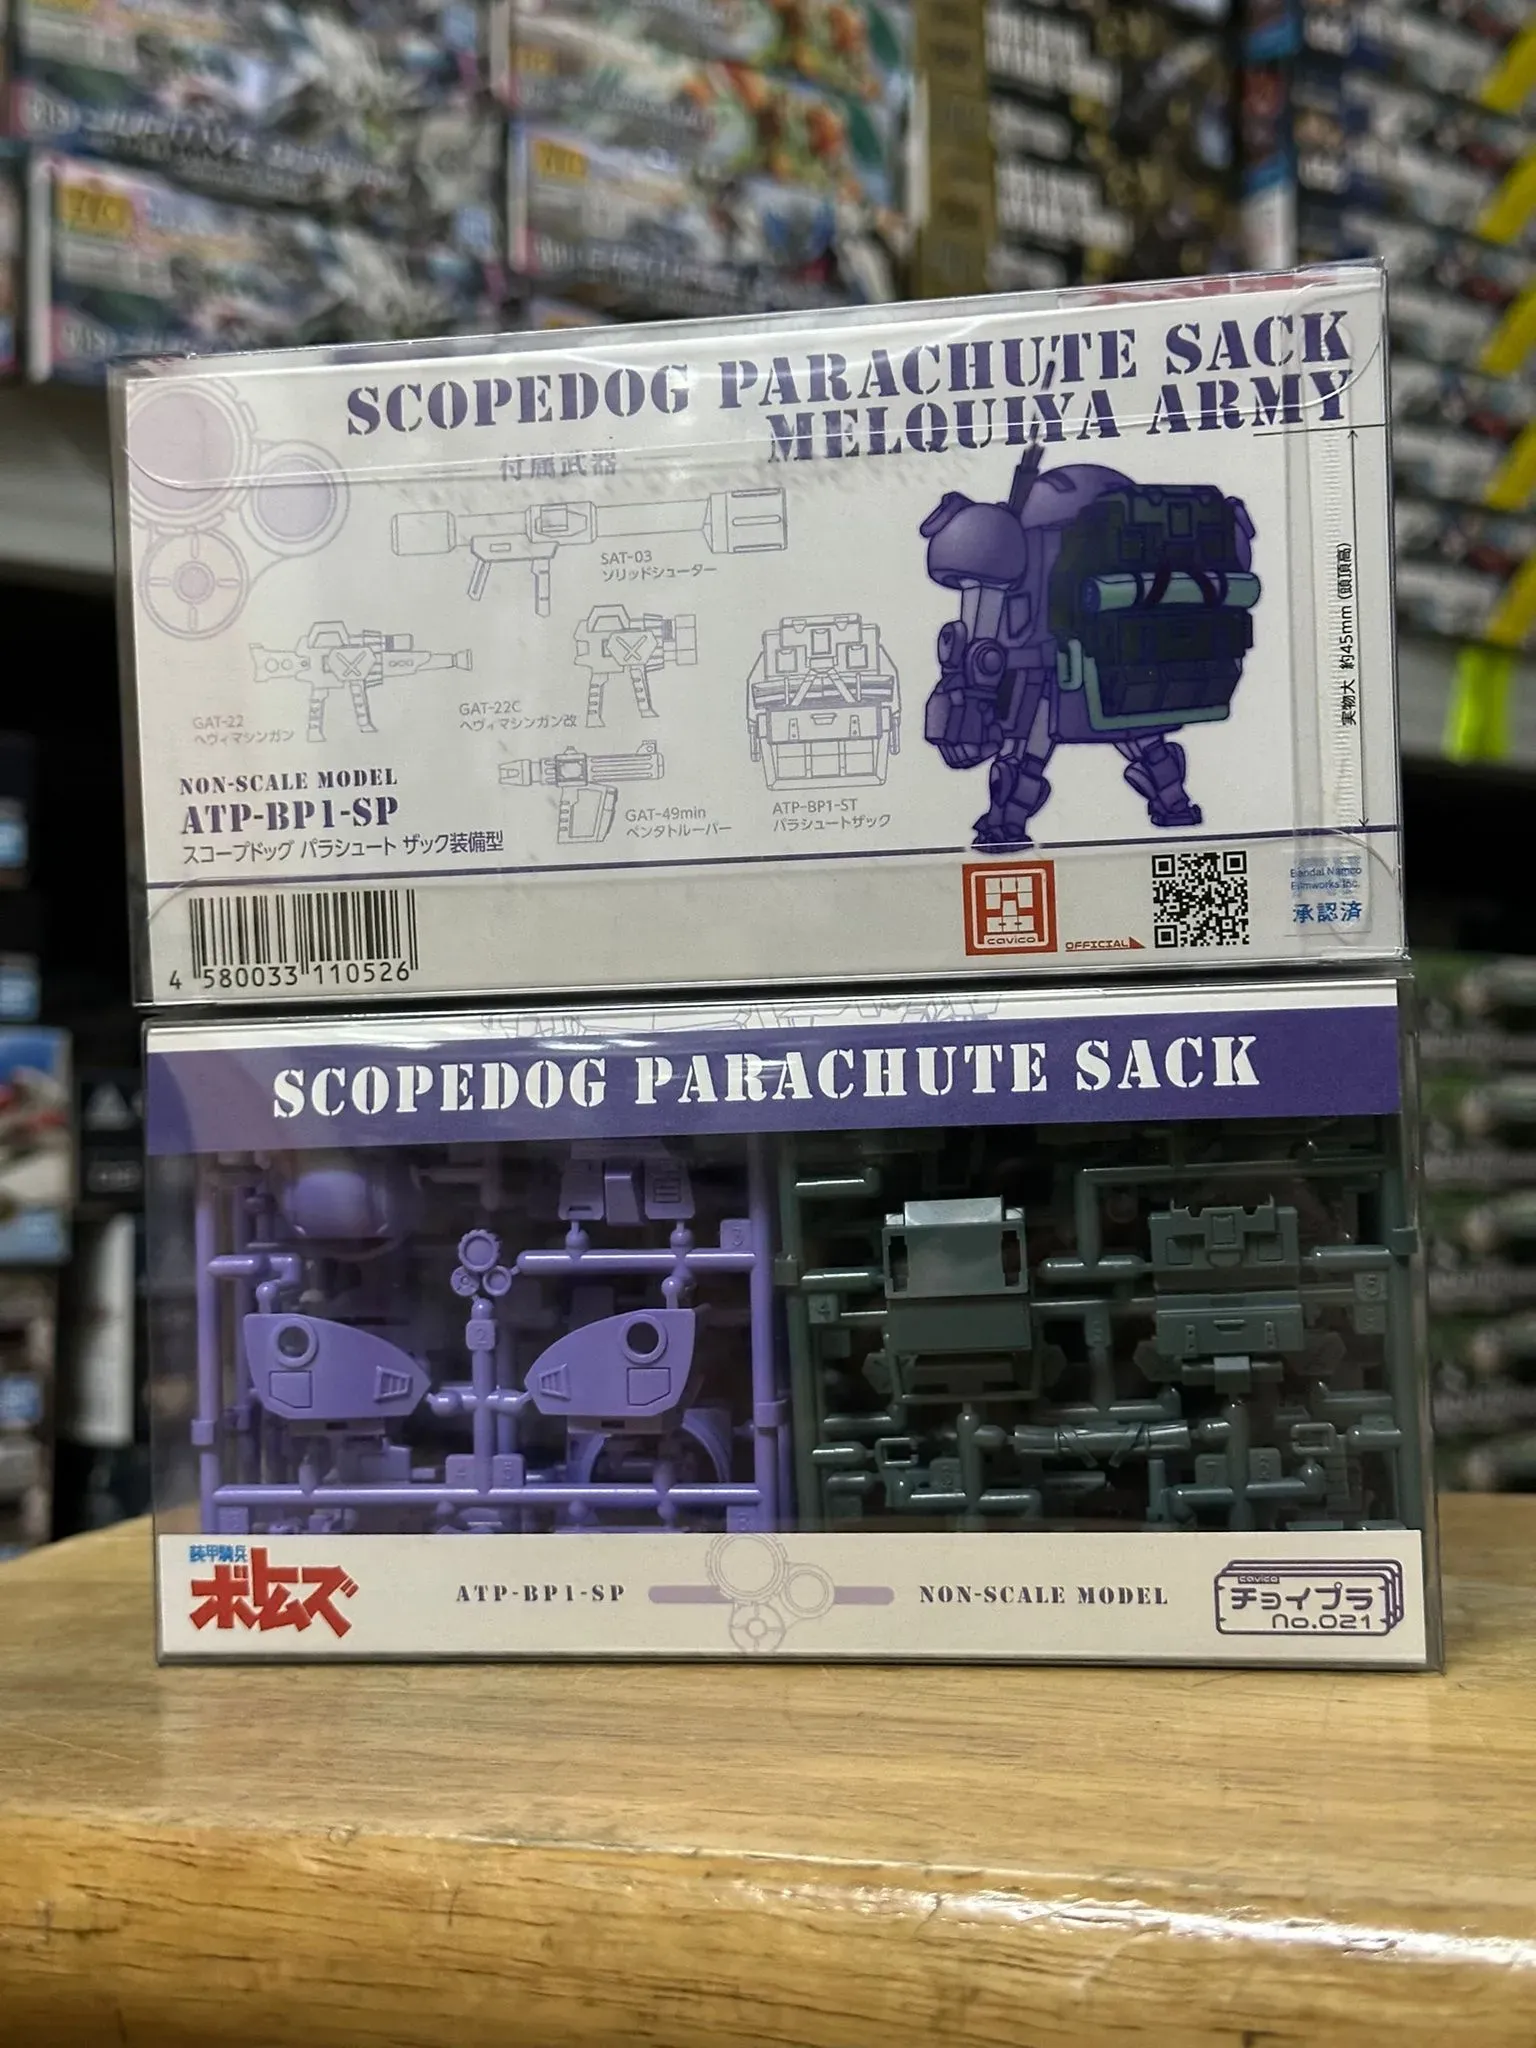 SCOPEDOG PARACHUTE SACK
MELQUIYA ARMY
付属武器
SAT-03
ソリッドシューター
GAT-22
ヘヴィマシンガン
GAT-22C
ヘヴィマシンガン改
GAT-49min
ペンタトルーパー
ATP-BP1-ST
パラシュートザック
実物大 約45mm (頭頂高)
NON-SCALE MODEL
ATP-BP1-SP
スコープドッグ パラシュート ザック装備型
4 580033 110526
cavico
OFFICIAL
Bandai Namco
Filmworks Inc.
承認済
SCOPEDOG PARACHUTE SACK
装甲騎兵
ボトムズ
ATP-BP1-SP
NON-SCALE MODEL
cavico
チョイプラ
no.021